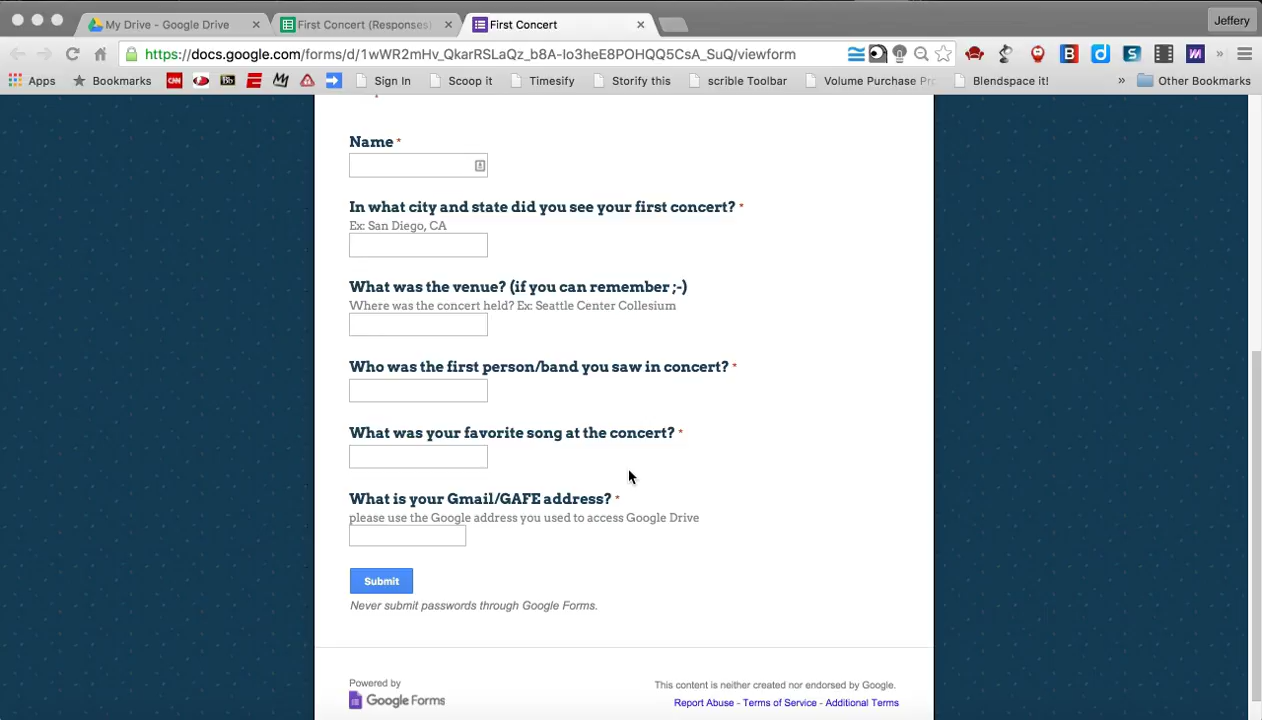 My Drive - Google Drive
First Concert (Responses)
First Concert
Jeffery
https://docs.google.com/forms/d/1wWR2mHv_QkarRSLaQz_b8A-Io3heE8POHQQ5CsA_SuQ/viewform
Apps
Bookmarks
CNN
Sign In
Scoop it
Timesify
Storify this
scrible Toolbar
Volume Purchase Pr
Blendspace it!
»
Other Bookmarks
Name *
In what city and state did you see your first concert? *
Ex: San Diego, CA
What was the venue? (if you can remember ;-)
Where was the concert held? Ex: Seattle Center Collesium
Who was the first person/band you saw in concert? *
What was your favorite song at the concert? *
What is your Gmail/GAFE address? *
please use the Google address you used to access Google Drive
Submit
Never submit passwords through Google Forms.
Powered by
Google Forms
This content is neither created nor endorsed by Google.
Report Abuse - Terms of Service - Additional Terms